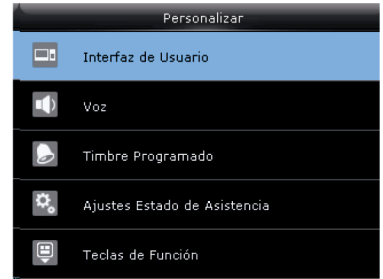 Personalizar
Interfaz de Usuario
Voz
Timbre Programado
Ajustes Estado de Asistencia
Teclas de Función